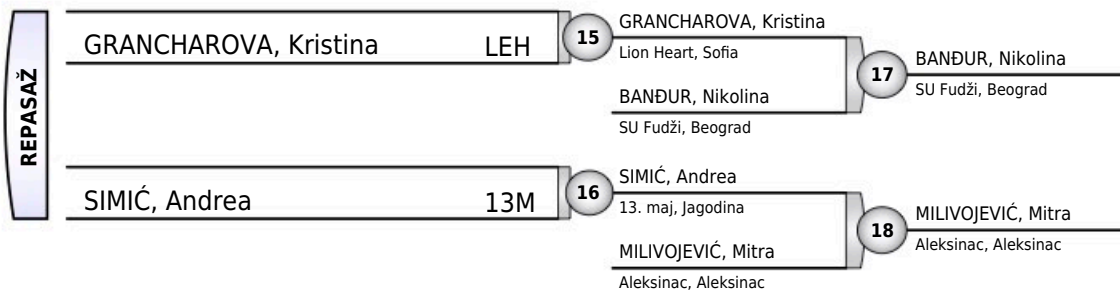 REPASAŽ
GRANCHAROVA, Kristina LEH
15
GRANCHAROVA, Kristina
Lion Heart, Sofia
BANĐUR, Nikolina
SU Fudži, Beograd
17
BANĐUR, Nikolina
SU Fudži, Beograd
SIMIĆ, Andrea 13M
16
SIMIĆ, Andrea
13. maj, Jagodina
MILIVOJEVIĆ, Mitra
Aleksinac, Aleksinac
18
MILIVOJEVIĆ, Mitra
Aleksinac, Aleksinac